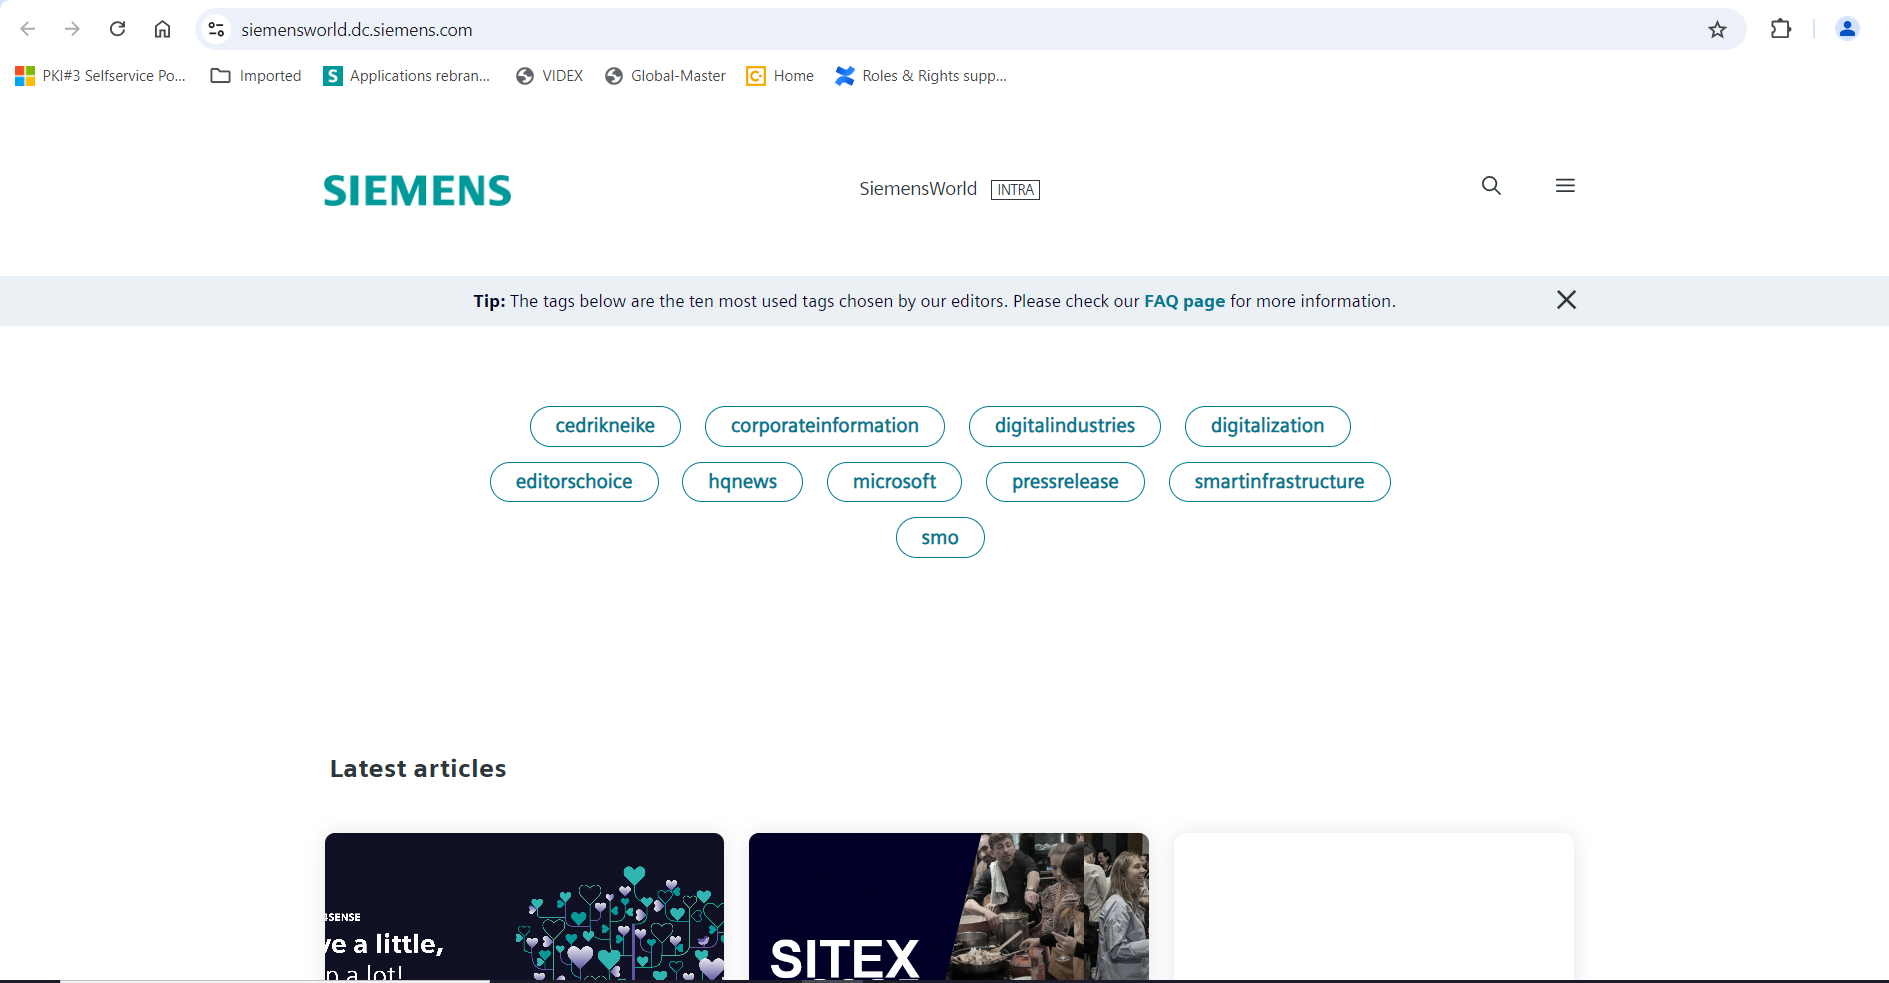 siemensworld.dc.siemens.com
PKI#3 Selfservice Po... Imported S Applications rebran... VIDEX Global-Master Home Roles & Rights supp...
SIEMENS SiemensWorld INTRA
Tip: The tags below are the ten most used tags chosen by our editors. Please check our FAQ page for more information.
cedrikneike corporateinformation digitalindustries digitalization
editorschoice hqnews microsoft pressrelease smartinfrastructure
smo
Latest articles
4SENSE
ve a little,
p a lot!
SITEX